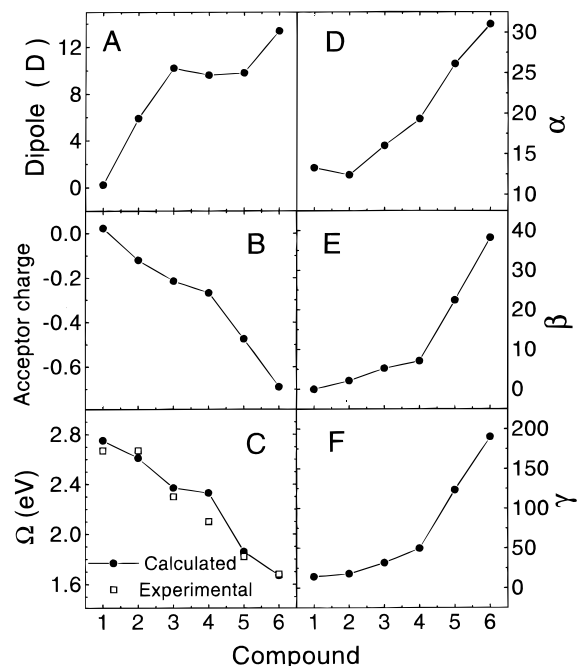 A
D
Dipole ( D )
12
8
4
0
30
25
20
15
10
α
B
E
Acceptor charge
0.0
-0.2
-0.4
-0.6
40
30
20
10
0
β
C
F
Ω (eV)
2.8
2.4
2.0
1.6
Calculated
Experimental
200
150
100
50
0
γ
1 2 3 4 5 6
1 2 3 4 5 6
Compound